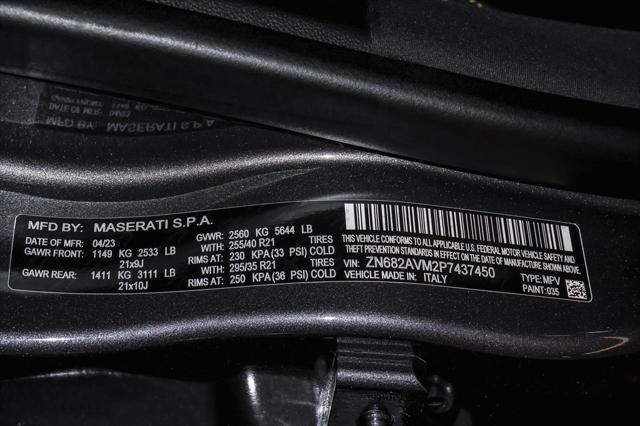 MFD BY: MASERATI S.P.A.
DATE OF MFR: 04/23 GVWR: 2560 KG 5644 LB
GAWR FRONT: 1149 KG 2533 LB WITH: 255/40 R21 TIRES
21x9J RIMS AT: 230 KPA (33 PSI) COLD
GAWR REAR: 1411 KG 3111 LB WITH: 295/35 R21 TIRES
21x10J RIMS AT: 250 KPA (36 PSI) COLD
THIS VEHICLE CONFORMS TO ALL
APPLICABLE U.S. FEDERAL MOTOR VEHICLE SAFETY
AND THEFT PREVENTION STANDARDS IN EFFECT
ON THE DATE OF MANUFACTURE SHOWN ABOVE.
VIN: ZN682AVM2P7437450
MADE IN: ITALY TYPE: MPV
PAINT: 035
MFG BY: MASERATI S.P.A.